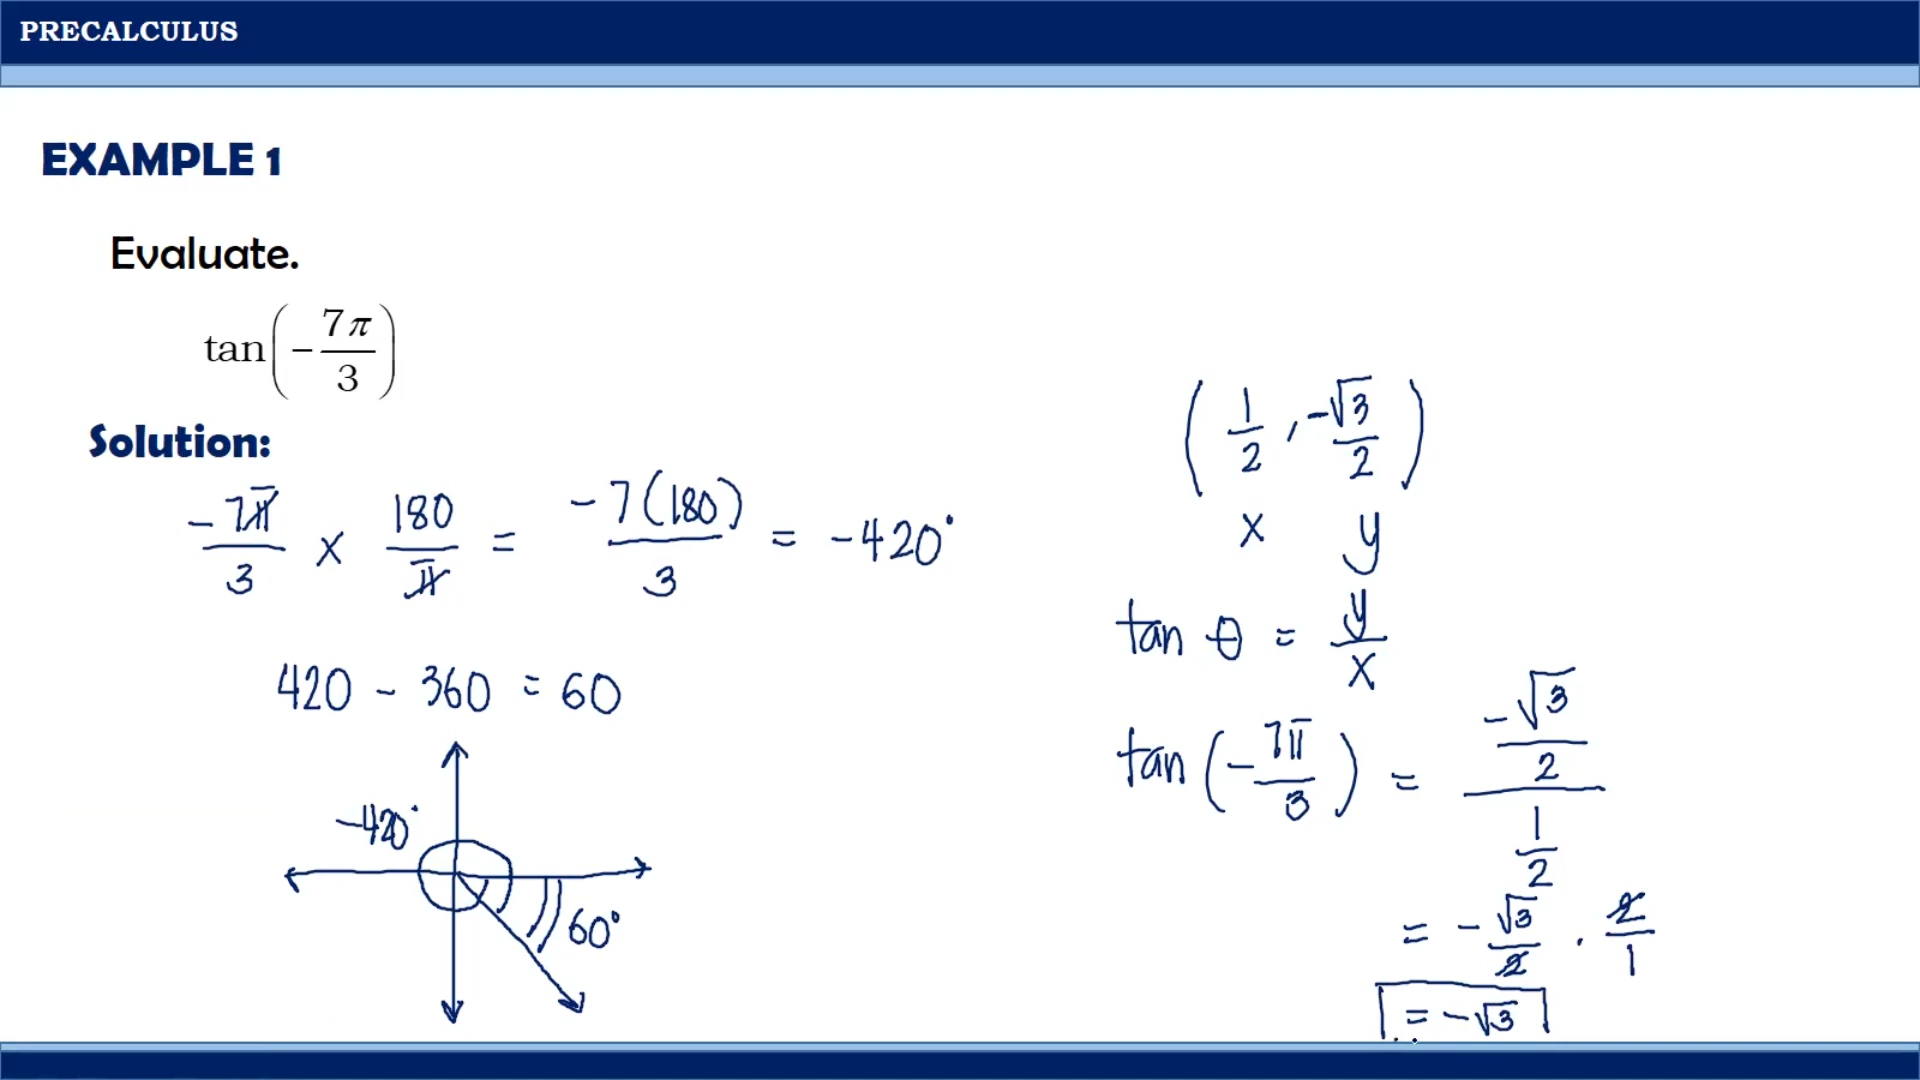 PRECALCULUS
EXAMPLE 1
Evaluate.
tan(-7π/3)
Solution:
-7π/3 × 180/π = -7(180)/3 = -420°
420 - 360 = 60
-420°
60°
(1/2, -√3/2)
x y
tan θ = y/x
tan(-7π/3) = (-√3/2)/(1/2)
= -√3/2 · 2/1
= -√3